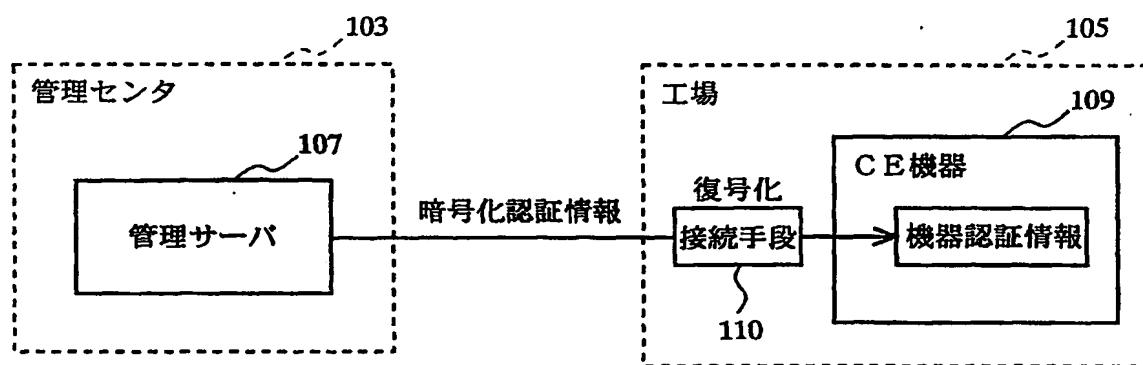 103
管理センタ
107
管理サーバ
暗号化認証情報
105
工場
109
CE機器
復号化
接続手段
機器認証情報
110